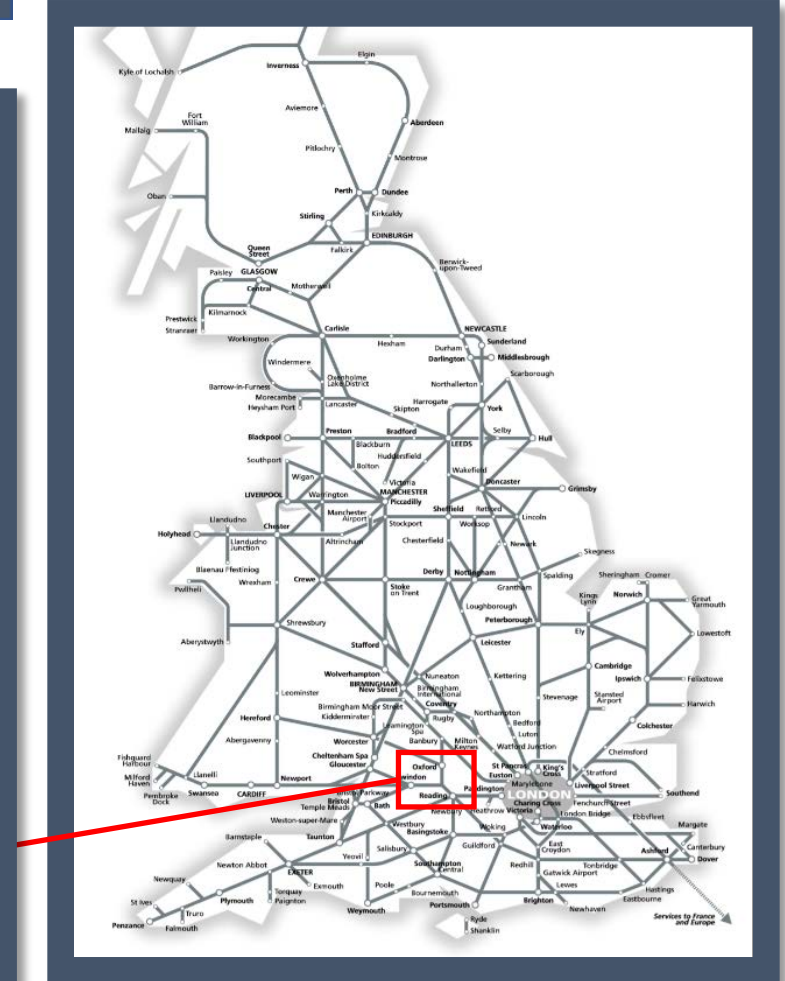 Elgin
Inverness
Kyle of Lochalsh
Aviemore
Fort
William
Aberdeen
Mallaig
Pitlochry
Montrose
Perth
Dundee
Oban
Kirkcaldy
Stirling
EDINBURGH
Queen
Street
Falkirk
Berwick-
upon-Tweed
Paisley
GLASGOW
Central
Motherwell
Kilmarnock
Prestwick
Stranraer
Carlisle
NEWCASTLE
Workington
Hexham
Sunderland
Durham
Darlington
Middlesbrough
Windermere
Scarborough
Oxenholme
Lake District
Barrow-in-Furness
Northallerton
Morecambe
Heysham Port
Lancaster
Harrogate
Skipton
York
Preston
Bradford
Selby
Blackpool
Blackburn
LEEDS
Hull
Huddersfield
Southport
Bolton
Wakefield
Wigan
Victoria
Doncaster
MANCHESTER
Piccadilly
Grimsby
LIVERPOOL
Warrington
Sheffield
Retford
Manchester
Airport
Lincoln
Llandudno
Chester
Stockport
Worksop
Holyhead
Llandudno
Junction
Altrincham
Chesterfield
Newark
Skegness
Blaenau Ffestiniog
Wrexham
Crewe
Derby
Nottingham
Spalding
Sheringham
Cromer
Pwllheli
Stoke
on Trent
Grantham
Kings
Lynn
Norwich
Great
Yarmouth
Loughborough
Peterborough
Shrewsbury
Ely
Lowestoft
Aberystwyth
Stafford
Leicester
Cambridge
Wolverhampton
BIRMINGHAM
New Street
Nuneaton
Kettering
Ipswich
Felixstowe
Birmingham
International
Leominster
Birmingham Moor Street
Coventry
Stevenage
Stansted
Airport
Harwich
Hereford
Kidderminster
Rugby
Northampton
Leamington
Spa
Bedford
Colchester
Abergavenny
Worcester
Banbury
Milton
Keynes
Luton
Watford Junction
Chelmsford
Fishguard
Harbour
Cheltenham Spa
Gloucester
Oxford
St Pancras
King's
Cross
Euston
Stratford
Milford
Haven
Llanelli
Newport
Swindon
Marylebone
Liverpool Street
Pembroke
Dock
Swansea
CARDIFF
Bristol Parkway
Reading
Paddington
LONDON
Southend
Bristol
Temple Meads
Bath
Newbury
Heathrow
Victoria
Charing Cross
Fenchurch Street
London Bridge
Ebbsfleet
Weston-super-Mare
Westbury
Basingstoke
Woking
Waterloo
Margate
Barnstaple
Taunton
Salisbury
Guildford
East
Croydon
Canterbury
Newton Abbot
Yeovil
Southampton
Central
Redhill
Tonbridge
Ashford
Dover
Newquay
EXETER
Gatwick Airport
Exmouth
Poole
Lewes
Hastings
St Ives
Plymouth
Torquay
Paignton
Bournemouth
Brighton
Eastbourne
Truro
Weymouth
Portsmouth
Newhaven
Penzance
Falmouth
Ryde
Shanklin
Services to France
and Europe